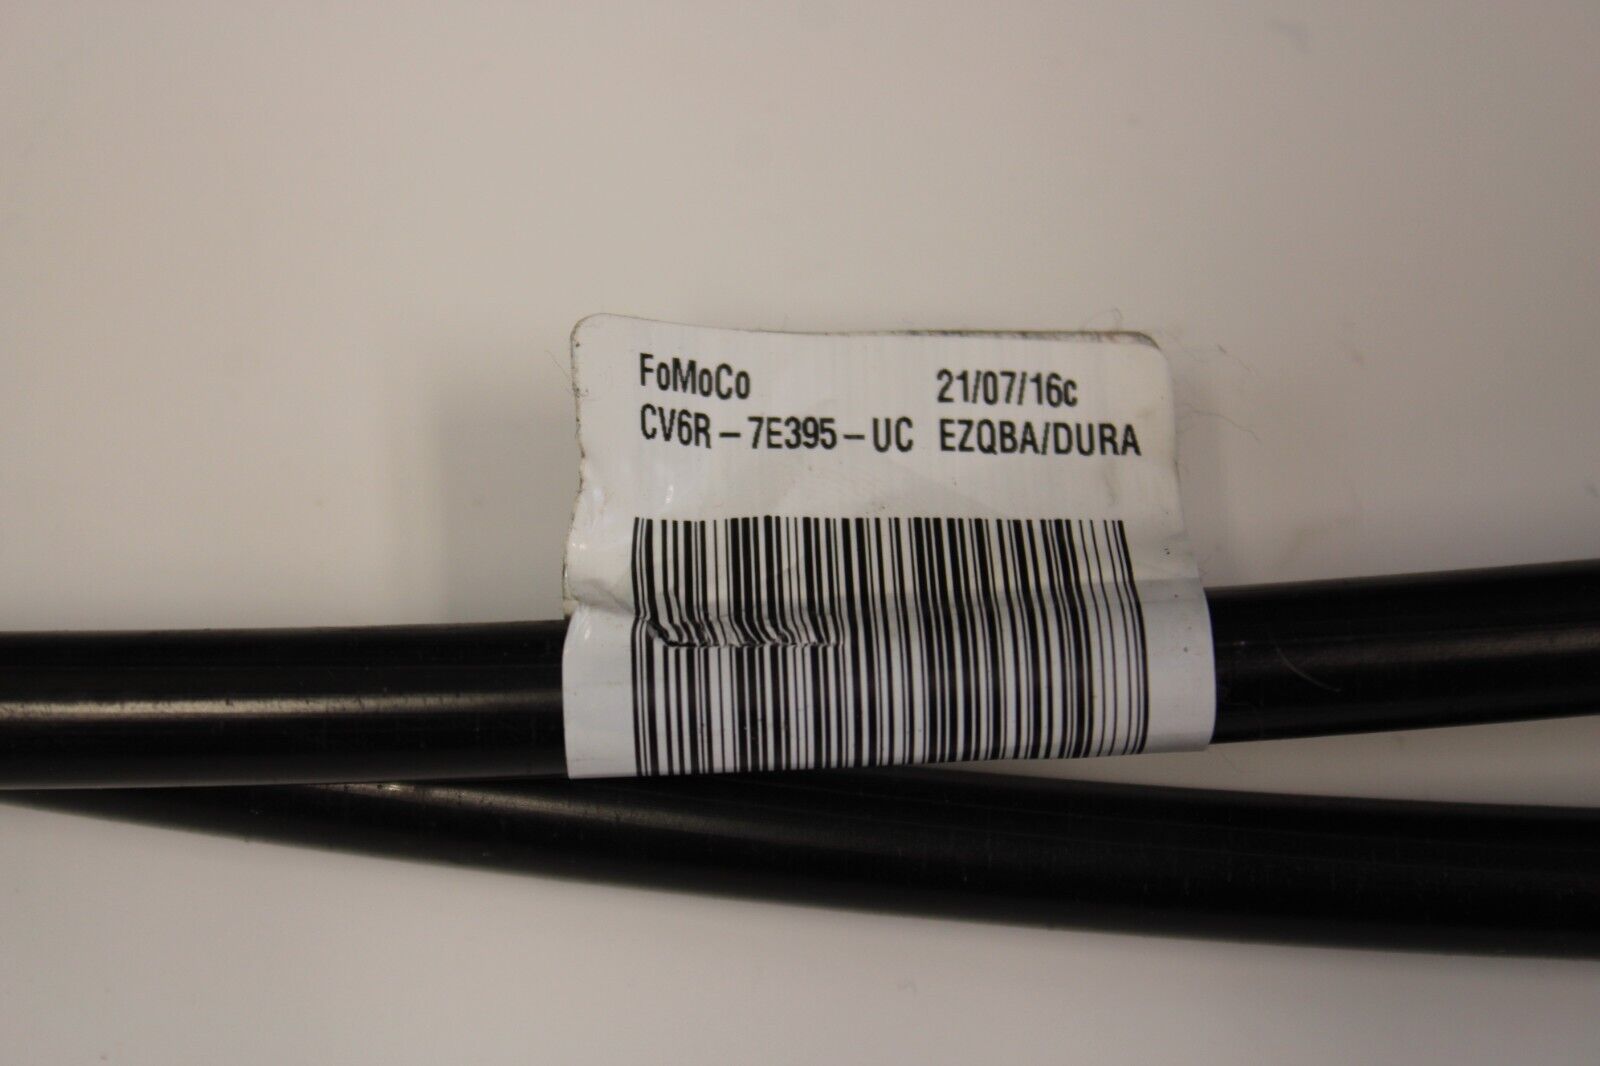 FoMoCo 21/07/16c
CV6R-7E395-UC EZQBA/DURA